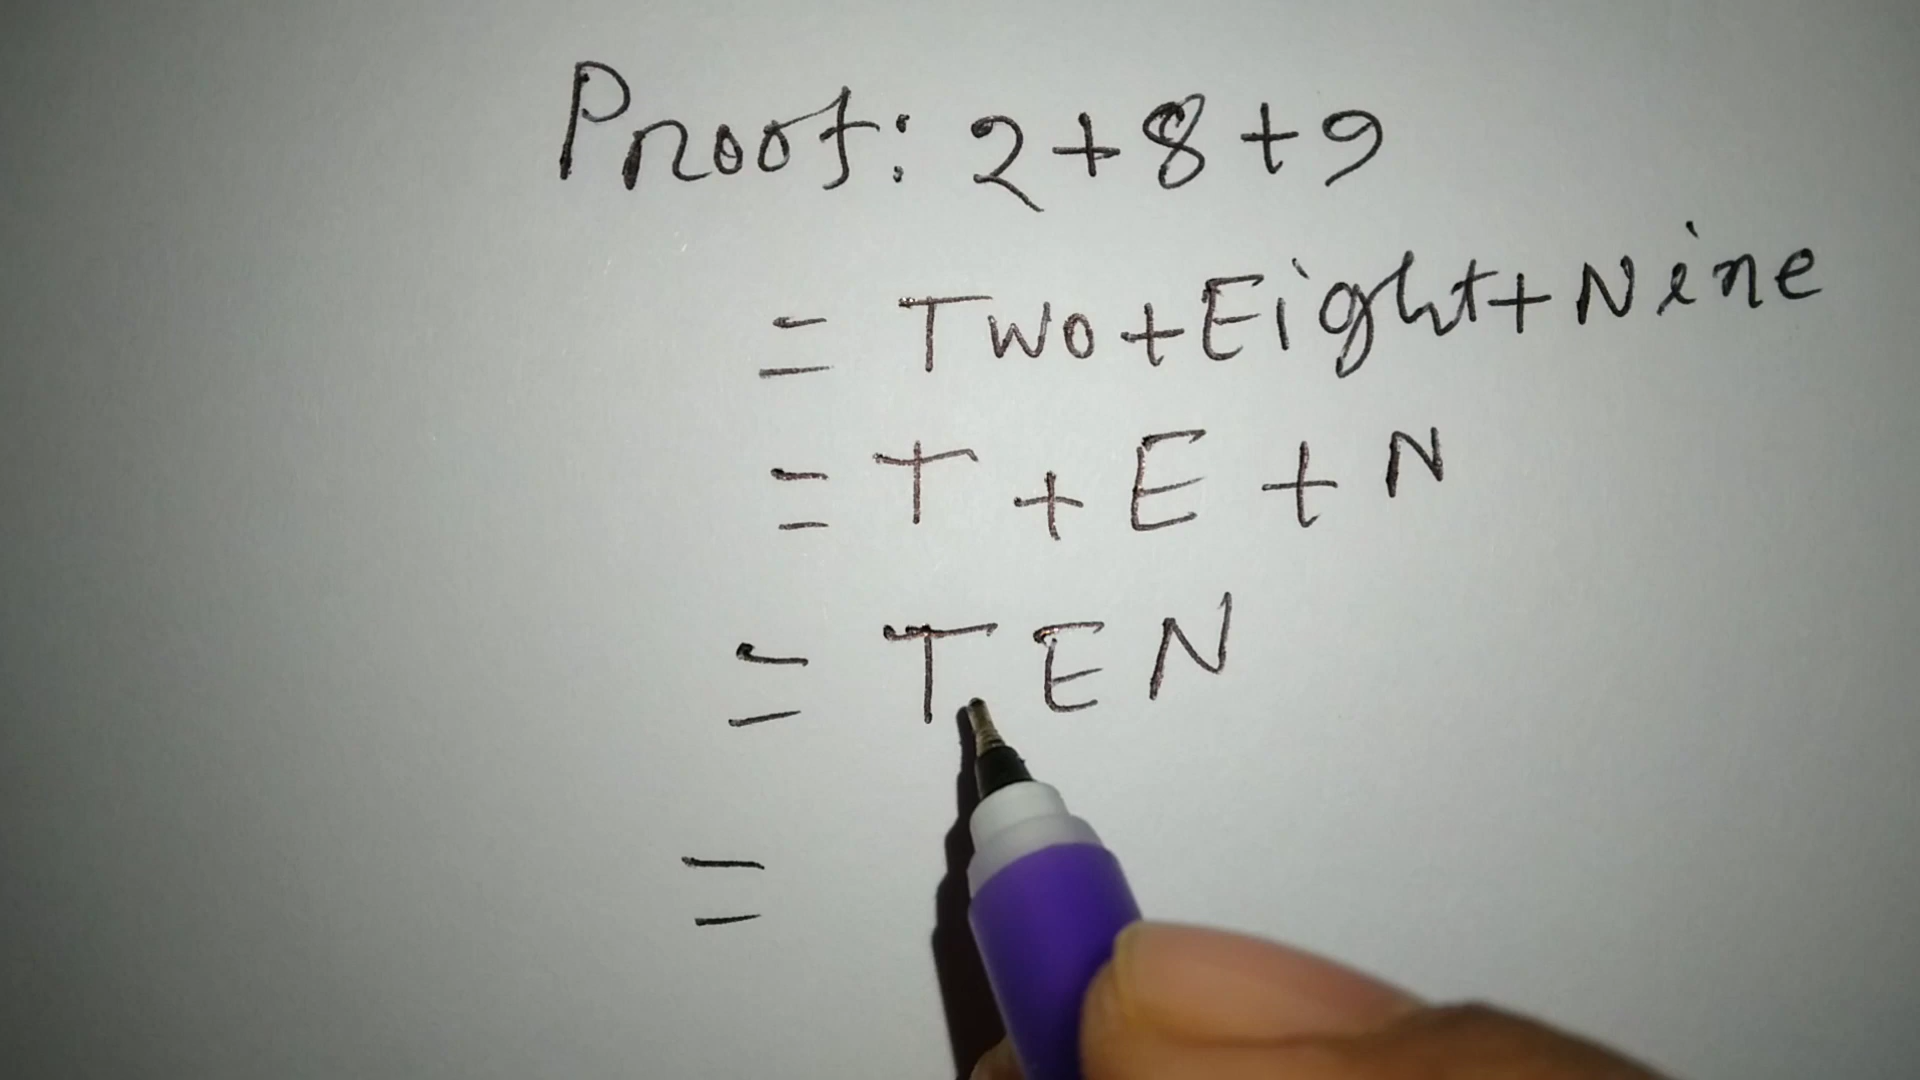 Proof: 2+8+9
= Two+Eight+Nine
= T + E + N
= TEN
=